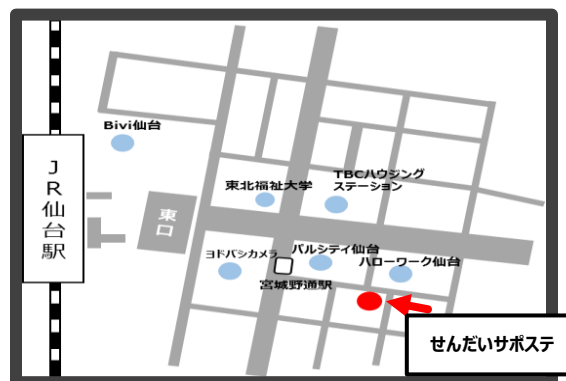 Bivi仙台
JR仙台駅
東口
東北福祉大学
TBCハウジング
ステーション
ヨドバシカメラ
パルシティ仙台
ハローワーク仙台
宮城野通駅
せんだいサポステ